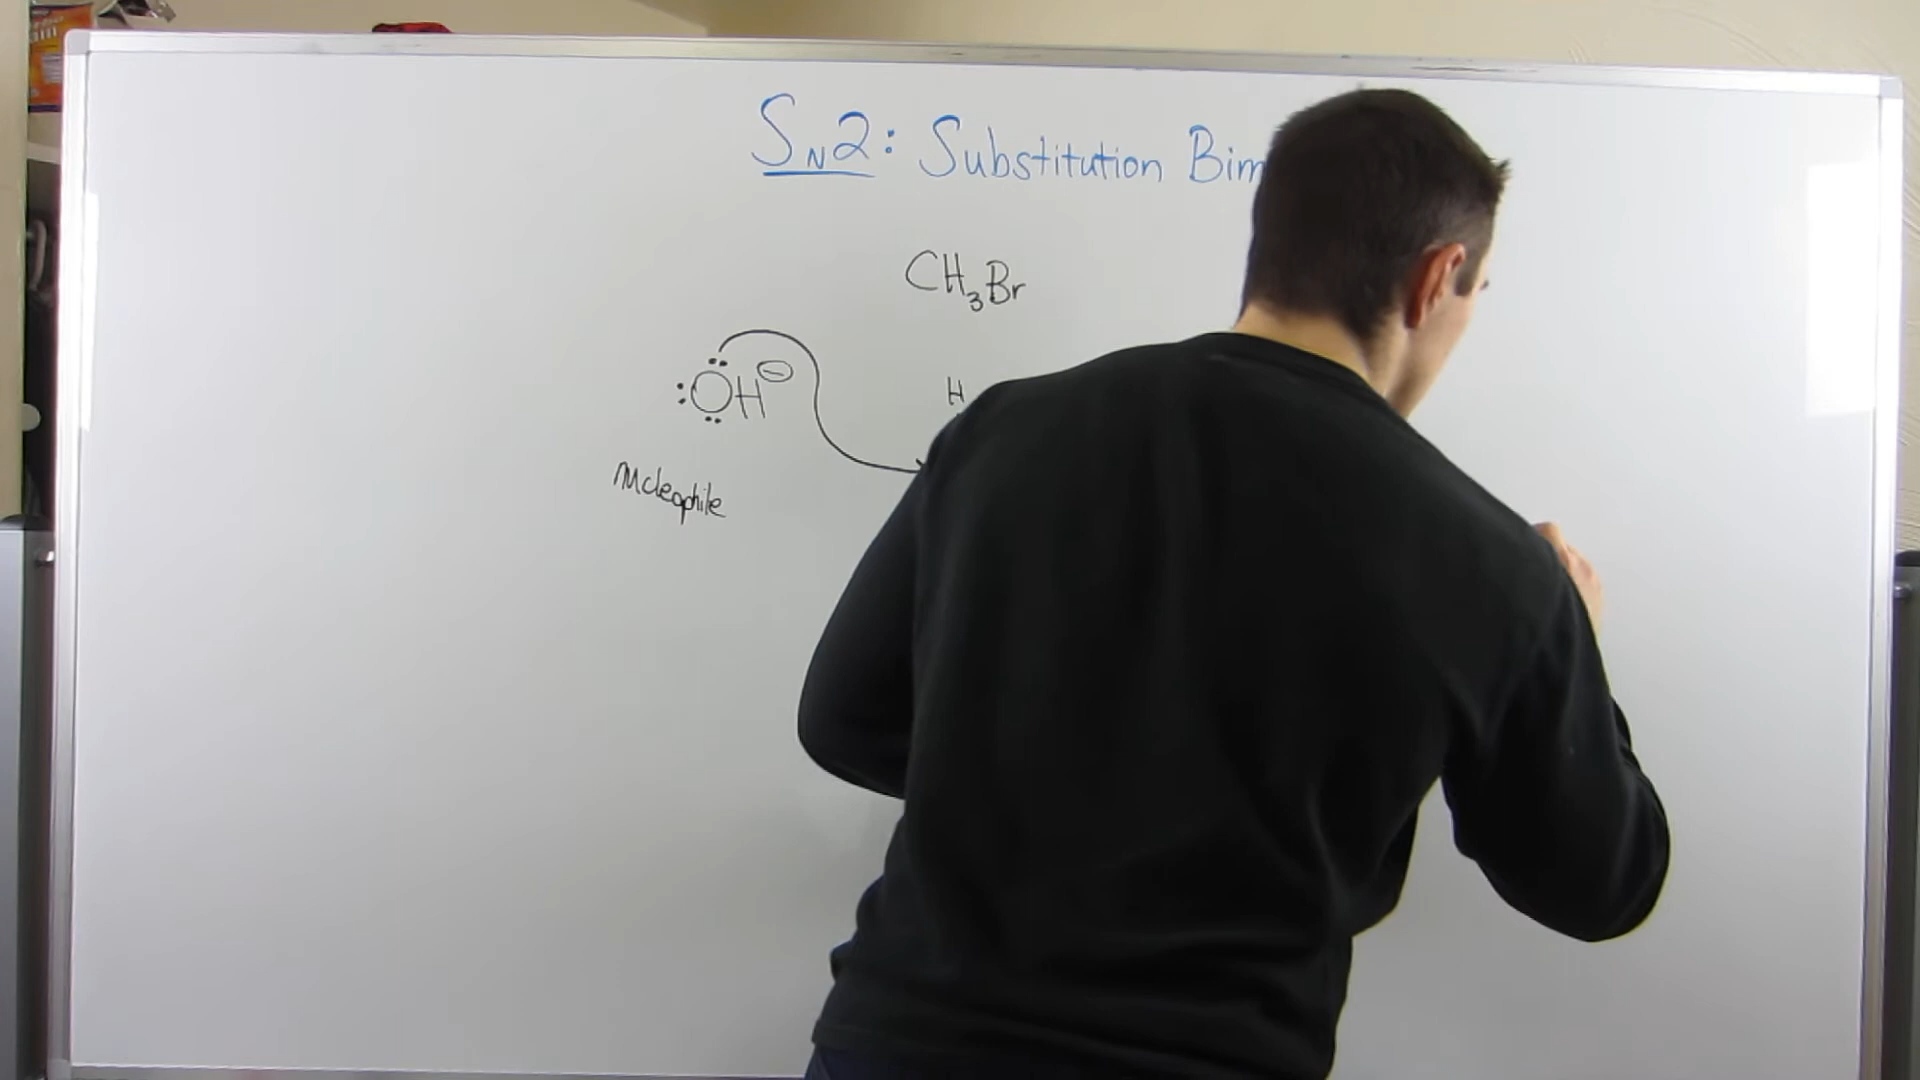 SN2: Substitution Bim
CH3Br
:ÖH⊖
H
Nucleophile